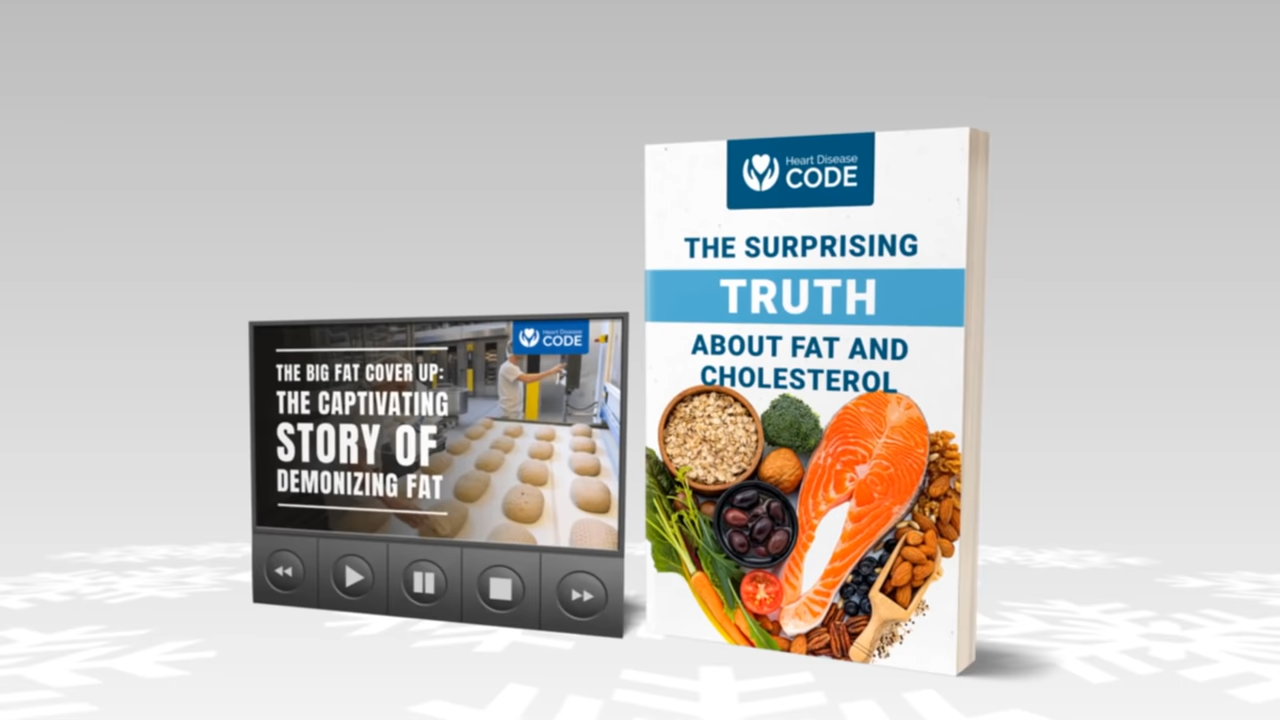 Heart Disease
CODE
THE BIG FAT COVER UP:
THE CAPTIVATING
STORY OF
DEMONIZING FAT
Heart Disease
CODE
THE SURPRISING
TRUTH
ABOUT FAT AND
CHOLESTEROL